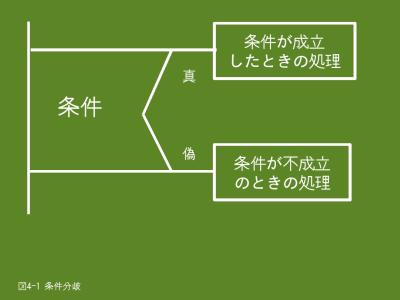 条件が成立
したときの処理
真
条件
偽
条件が不成立
のときの処理
図4-1 条件分岐